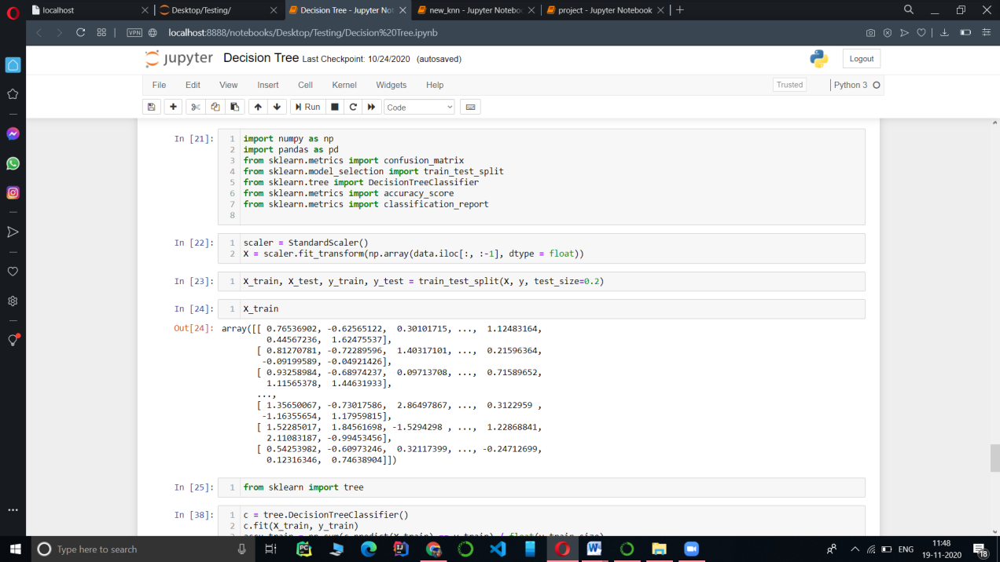 localhost
Desktop/Testing/
Decision Tree - Jupyter Not
new_knn - Jupyter Noteboo
project - Jupyter Notebook
VPN
localhost:8888/notebooks/Desktop/Testing/Decision%20Tree.ipynb
jupyter Decision Tree Last Checkpoint: 10/24/2020 (autosaved)
Logout
File Edit View Insert Cell Kernel Widgets Help
Trusted
Python 3
Run
Code
In [21]:
1 import numpy as np
2 import pandas as pd
3 from sklearn.metrics import confusion_matrix
4 from sklearn.model_selection import train_test_split
5 from sklearn.tree import DecisionTreeClassifier
6 from sklearn.metrics import accuracy_score
7 from sklearn.metrics import classification_report
8
In [22]:
1 scaler = StandardScaler()
2 X = scaler.fit_transform(np.array(data.iloc[:, :-1], dtype = float))
In [23]:
1 X_train, X_test, y_train, y_test = train_test_split(X, y, test_size=0.2)
In [24]:
1 X_train
Out[24]:
array([[ 0.76536902, -0.62565122, 0.30101715, ..., 1.12483164,
0.44567236, 1.62475537],
[ 0.81270781, -0.72289596, 1.40317101, ..., 0.21596364,
-0.09199589, -0.04921426],
[ 0.93258984, -0.68974237, 0.09713708, ..., 0.71589652,
1.11565378, 1.44631933],
...,
[ 1.35650067, -0.73017586, 2.86497867, ..., 0.3122959 ,
-1.16355654, 1.17959815],
[ 1.52285017, 1.84561698, -1.5294298 , ..., 1.22868841,
2.11083187, -0.99453456],
[ 0.54253982, -0.60973246, 0.32117399, ..., -0.24712699,
0.12316346, 0.74638904]])
In [25]:
1 from sklearn import tree
In [38]:
1 c = tree.DecisionTreeClassifier()
2 c.fit(X_train, y_train)
Type here to search
ENG
11:48
19-11-2020
18